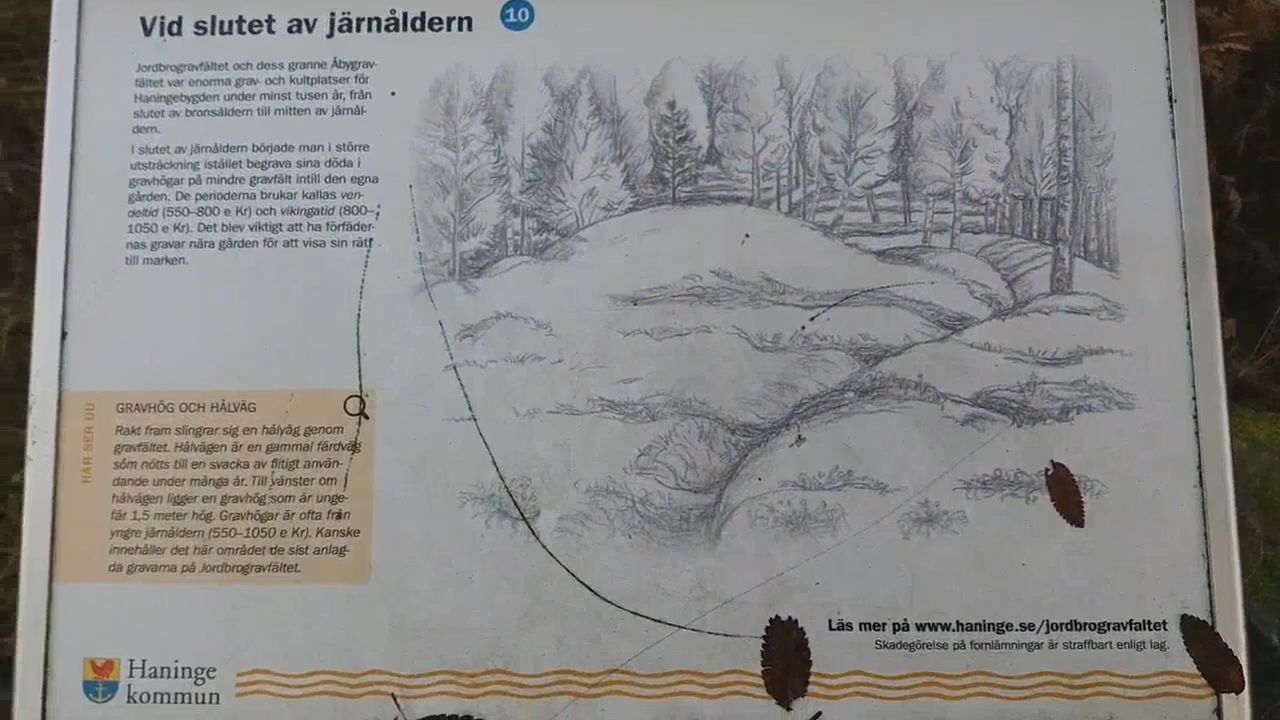 Vid slutet av järnåldern
10
Jordbrogravfältet och dess granne Åbygrav-
fältet var enorma grav- och kultplatser för
Haningebygden under minst tusen år, från
slutet av bronsåldern till mitten av järnål-
dern.
I slutet av järnåldern började man i större
utsträckning istället begrava sina döda i
gravhögar på mindre gravfält intill den egna
gården. De perioderna brukar kallas ven-
deltid (550–800 e Kr) och vikingatid (800–
1050 e Kr). Det blev viktigt att ha förfäder-
nas gravar nära gården för att visa sin rätt
till marken.
HÄR SER DU
GRAVHÖG OCH HÅLVÄG
Rakt fram slingrar sig en hålväg genom
gravfältet. Hålvägen är en gammal färdväg
som nötts till en svacka av flitigt använ-
dande under många år. Till vänster om
hålvägen ligger en gravhög som är unge-
fär 1,5 meter hög. Gravhögar är ofta från
yngre järnåldern (550–1050 e Kr). Kanske
innehåller det här området de sist anlag-
da gravarna på Jordbrogravfältet.
Läs mer på www.haninge.se/jordbrogravfaltet
Skadegörelse på fornlämningar är straffbart enligt lag.
Haninge
kommun